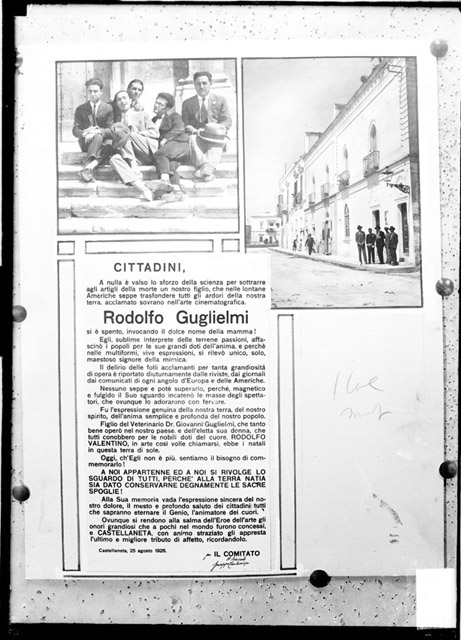 CITTADINI,
A nulla è valso lo sforzo della scienza per sottrarre
agli artigli della morte un nostro figlio, che nelle lontane
Americhe seppe trasfondere tutti gli ardori della nostra
terra, acclamato sovrano nell'arte cinematografica.
Rodolfo Guglielmi
si è spento, invocando il dolce nome della mamma!
Egli, sublime interprete delle terrene passioni, affa-
scinò i popoli per le sue grandi doti dell'anima, e perchè
nelle multiformi, vive espressioni, si rilevò unico, solo,
maestoso signore della mimica.
Il delirio delle folli acclamanti per tanta grandiosità
di opera è riportato diuturnamente dalle riviste, dai giornali
dai comunicati di ogni angolo d'Europa e delle Americhe.
Nessuno seppe e potè superarlo, perchè, magnetico
e fulgido il Suo sguardo incatenò le masse degli spetta-
tori, che ovunque lo adorarono con fervore.
Fu l'espressione genuina della nostra terra, del nostro
spirito, dell'anima semplice e profonda del nostro popolo.
Figlio del Veterinario Dr. Giovanni Guglielmi, che tanto
bene operò nel nostro paese e dell'eletta sua donna, che
tutti conobbero per le nobili doti del cuore, RODOLFO
VALENTINO, in arte così volle chiamarsi, ebbe i natali
in questa terra di sole.
Oggi, ch'Egli non è più, sentiamo il bisogno di com-
memorarlo!
A NOI APPARTENNE ED A NOI SI RIVOLGE LO
SGUARDO DI TUTTI, PERCHE' ALLA TERRA NATIA
SIA DATO CONSERVARNE DEGNAMENTE LE SACRE
SPOGLIE!
Alla Sua memoria vada l'espressione sincera del no-
stro dolore, il mesto e profondo saluto dei cittadini tutti
che sapranno eternare il Genio, l'animatore dei cuori.
Ovunque si rendono alla salma dell'Eroe dell'arte gli
onori grandiosi che a pochi nel mondo furono concessi,
e CASTELLANETA, con animo straziato gli appresta
l'ultimo e migliore tributo di affetto, ricordandolo.
Castellaneta, 25 agosto 1926.
per IL COMITATO